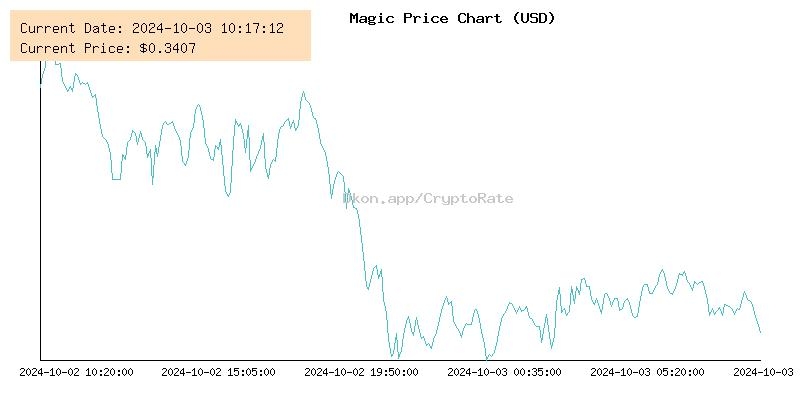 Magic Price Chart (USD)
Current Date: 2024-10-03 10:17:12
Current Price: $0.3407
Dkon.app/CryptoRate
2024-10-02 10:20:00 2024-10-02 15:05:00 2024-10-02 19:50:00 2024-10-03 00:35:00 2024-10-03 05:20:00 2024-10-03